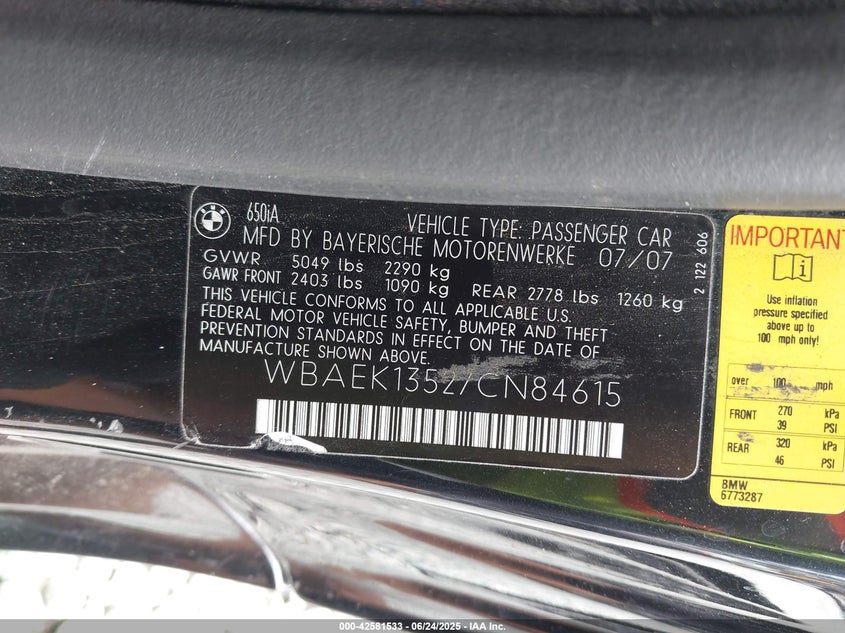 BMW
650iA
VEHICLE TYPE: PASSENGER CAR
MFD BY BAYERISCHE MOTORENWERKE 07/07
GVWR 5049 lbs 2290 kg
GAWR FRONT 2403 lbs 1090 kg REAR 2778 lbs 1260 kg
THIS VEHICLE CONFORMS TO ALL APPLICABLE U.S.
FEDERAL MOTOR VEHICLE SAFETY, BUMPER AND THEFT
PREVENTION STANDARDS IN EFFECT ON THE DATE OF
MANUFACTURE SHOWN ABOVE.
WBAEK13527CN84615
2 122 606
IMPORTANT
i
Use inflation
pressure specified
above up to
100 mph only!
over 100 mph
FRONT 270 kPa
39 PSI
REAR 320 kPa
46 PSI
BMW
6773287
000-42581533 - 06/24/2025 - IAA Inc.